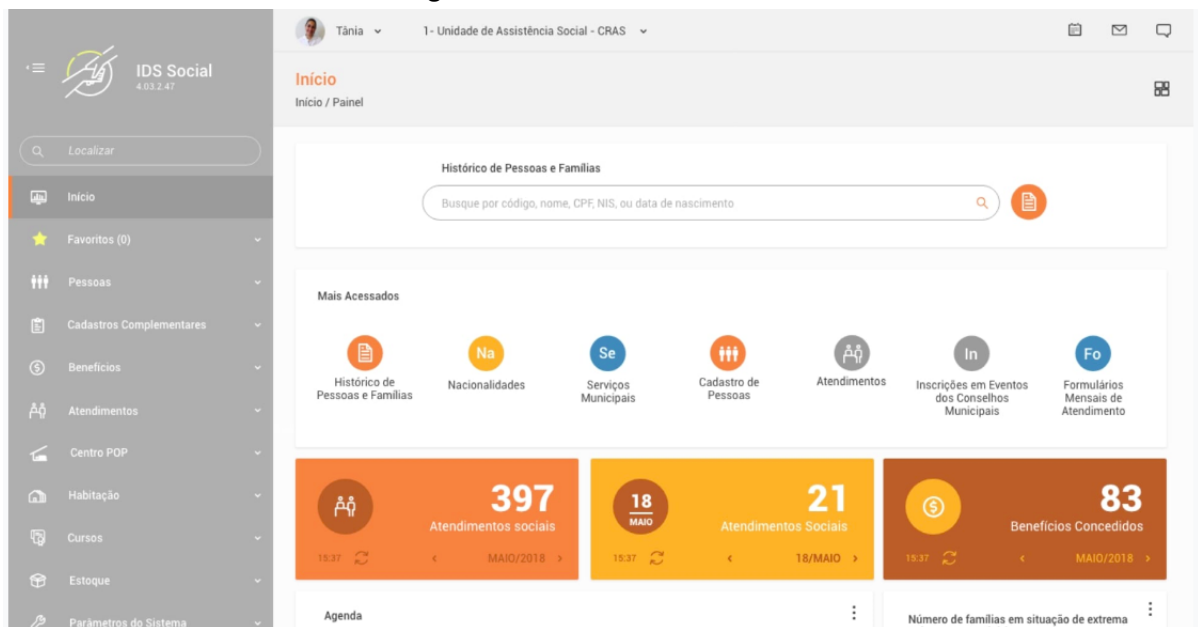 Tânia
1- Unidade de Assistência Social - CRAS
IDS Social
4.03.2.47
Localizar
Início
Favoritos (0)
Pessoas
Cadastros Complementares
Benefícios
Atendimentos
Centro POP
Habitação
Cursos
Estoque
Parâmetros do Sistema
Início
Início / Painel
Histórico de Pessoas e Famílias
Busque por código, nome, CPF, NIS, ou data de nascimento
Mais Acessados
Histórico de
Pessoas e Famílias
Na
Nacionalidades
Se
Serviços
Municipais
Cadastro de
Pessoas
Atendimentos
In
Inscrições em Eventos
dos Conselhos
Municipais
Fo
Formulários
Mensais de
Atendimento
397
Atendimentos sociais
15:37
MAIO/2018
18
MAIO
21
Atendimentos Sociais
15:37
18/MAIO
83
Benefícios Concedidos
15:37
MAIO/2018
Agenda
Número de famílias em situação de extrema